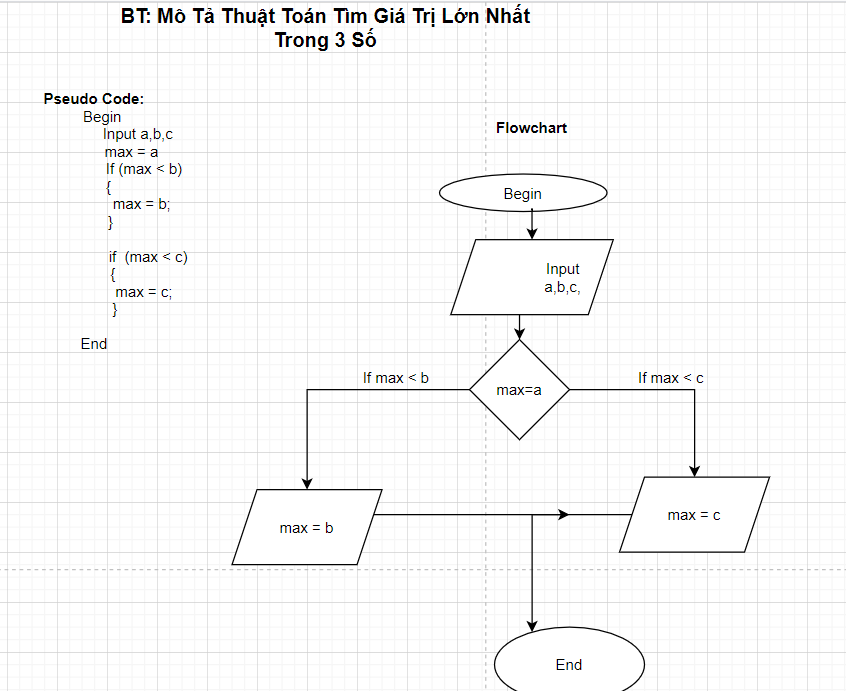 BT: Mô Tả Thuật Toán Tìm Giá Trị Lớn Nhất
Trong 3 Số
Pseudo Code:
Begin
Input a,b,c
max = a
If (max < b)
{
max = b;
}
if (max < c)
{
max = c;
}
End
Flowchart
Begin
Input
a,b,c,
If max < b
max=a
If max < c
max = b
max = c
End